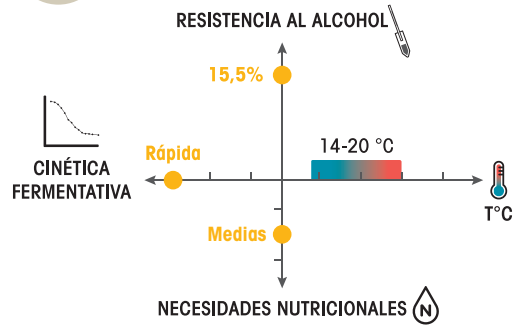 RESISTENCIA AL ALCOHOL
15,5%
14-20 °C
Rápida
CINÉTICA
FERMENTATIVA
T°C
Medias
NECESIDADES NUTRICIONALES
N